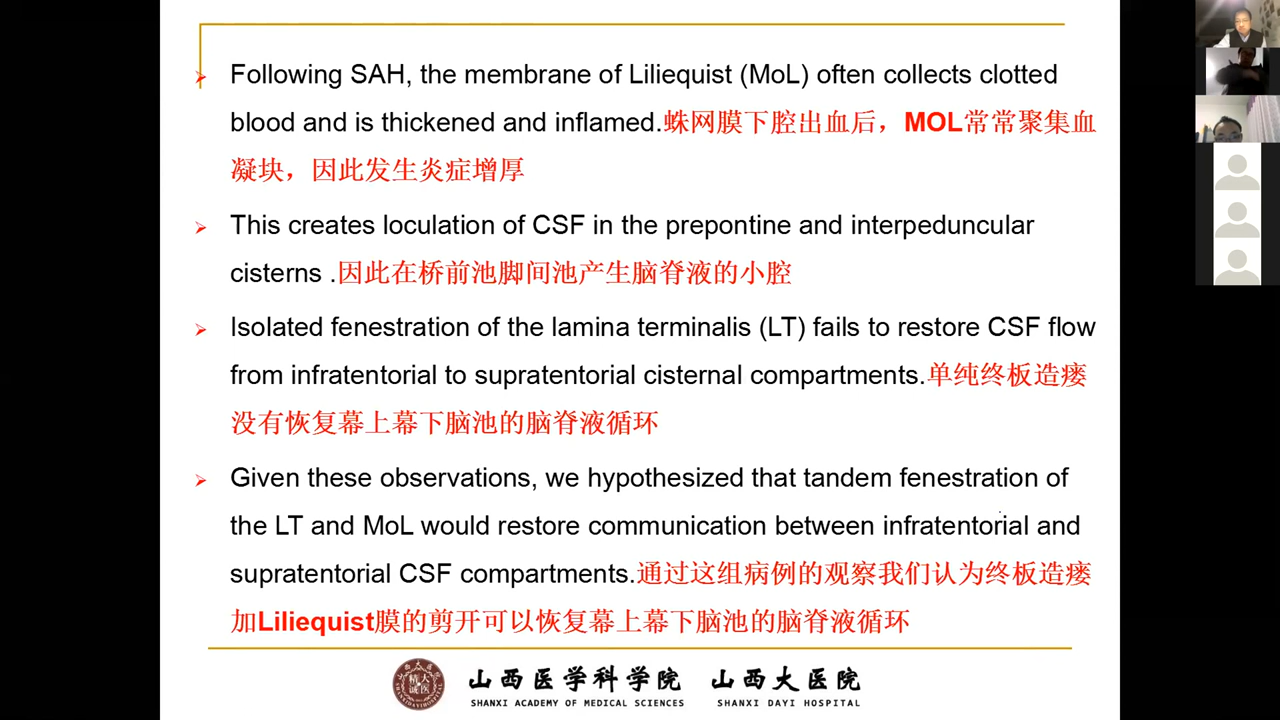 Following SAH, the membrane of Liliequist (MoL) often collects clotted
blood and is thickened and inflamed.蛛网膜下腔出血后，MOL常常聚集血
凝块，因此发生炎症增厚
This creates loculation of CSF in the prepontine and interpeduncular
cisterns .因此在桥前池脚间池产生脑脊液的小腔
Isolated fenestration of the lamina terminalis (LT) fails to restore CSF flow
from infratentorial to supratentorial cisternal compartments.单纯终板造瘘
没有恢复幕上幕下脑池的脑脊液循环
Given these observations, we hypothesized that tandem fenestration of
the LT and MoL would restore communication between infratentorial and
supratentorial CSF compartments.通过这组病例的观察我们认为终板造瘘
加Liliequist膜的剪开可以恢复幕上幕下脑池的脑脊液循环
山西医学科学院 山西大医院
SHANXI ACADEMY OF MEDICAL SCIENCES SHANXI DAYI HOSPITAL